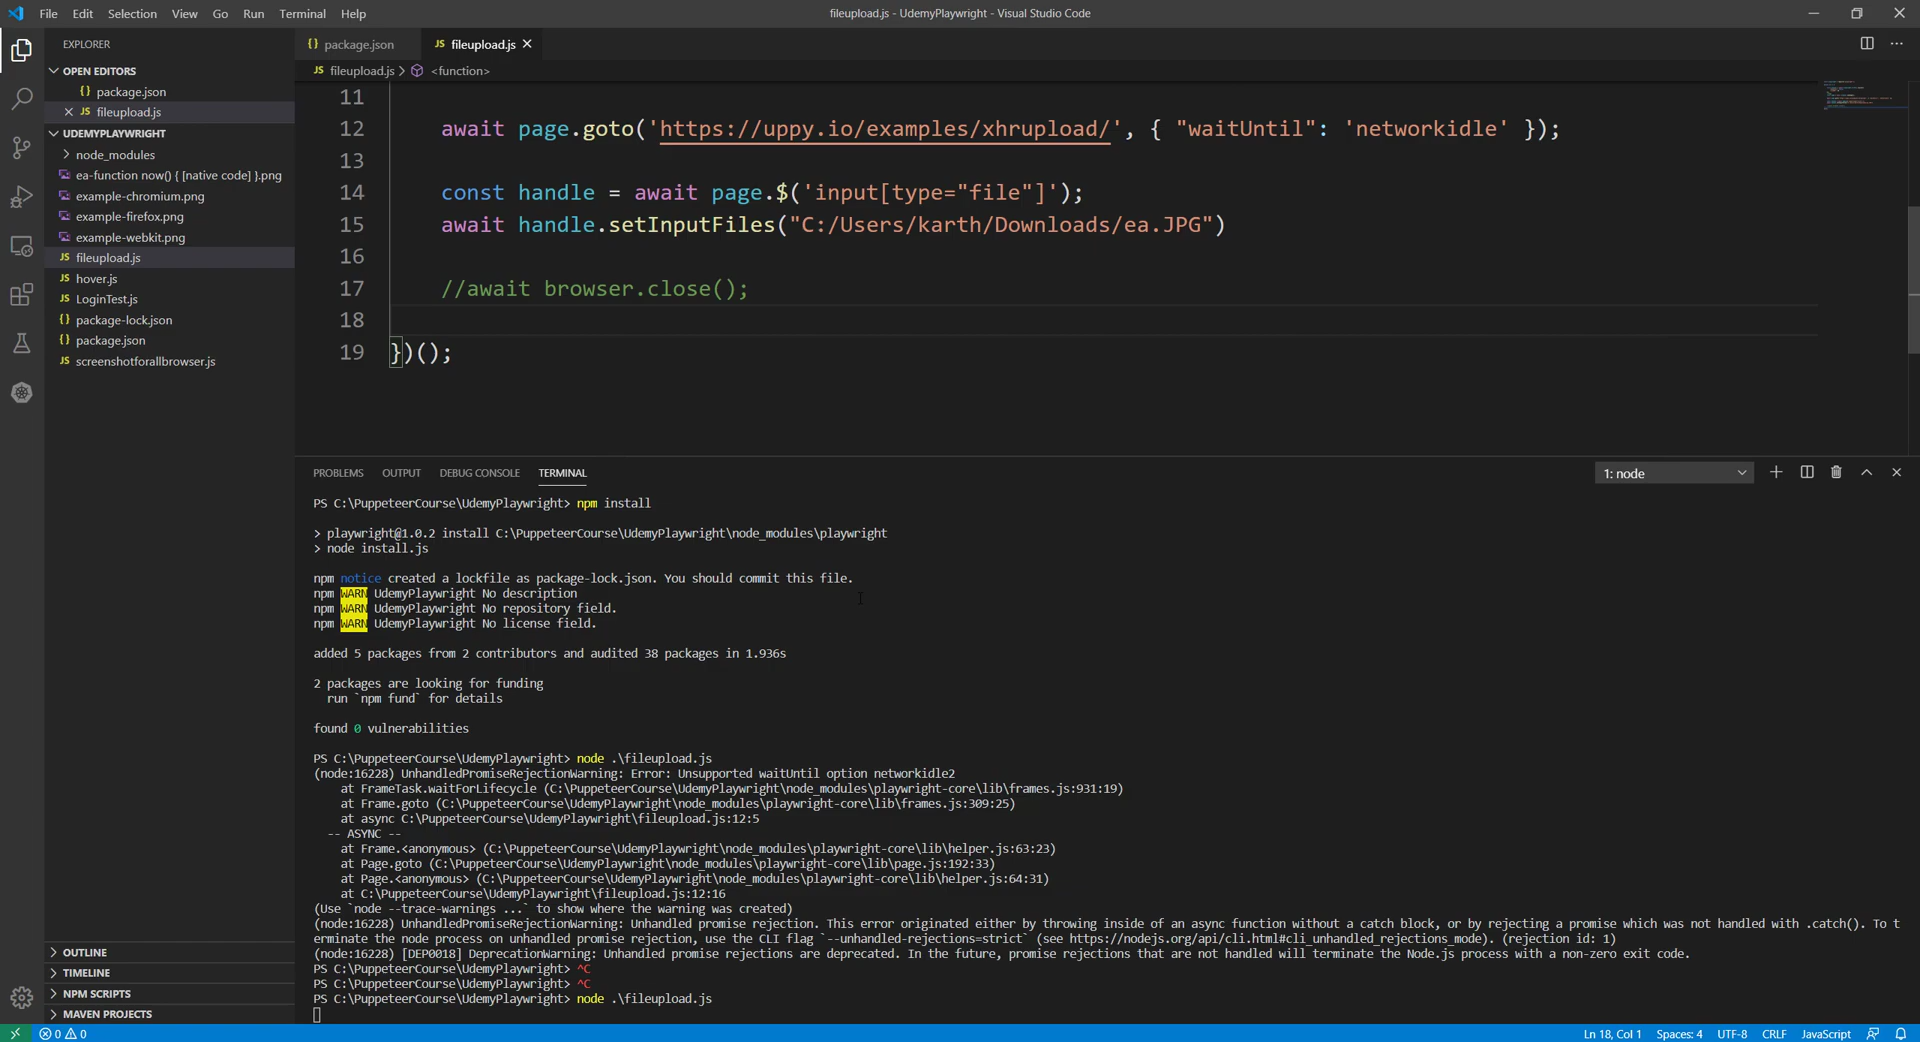 File Edit Selection View Go Run Terminal Help
fileupload.js - UdemyPlaywright - Visual Studio Code
EXPLORER
OPEN EDITORS
{} package.json
JS fileupload.js
UDEMYPLAYWRIGHT
node_modules
ea-function now() { [native code] }.png
example-chromium.png
example-firefox.png
example-webkit.png
JS fileupload.js
JS hover.js
JS LoginTest.js
{} package-lock.json
{} package.json
JS screenshotforallbrowser.js
OUTLINE
TIMELINE
NPM SCRIPTS
MAVEN PROJECTS
{} package.json
JS fileupload.js
JS fileupload.js > <function>
11
12 await page.goto('https://uppy.io/examples/xhrupload/', { "waitUntil": 'networkidle' });
13
14 const handle = await page.$('input[type="file"]');
15 await handle.setInputFiles("C:/Users/karth/Downloads/ea.JPG")
16
17 //await browser.close();
18
19 })();
PROBLEMS OUTPUT DEBUG CONSOLE TERMINAL
1: node
PS C:\PuppeteerCourse\UdemyPlaywright> npm install
> playwright@1.0.2 install C:\PuppeteerCourse\UdemyPlaywright\node_modules\playwright
> node install.js
npm notice created a lockfile as package-lock.json. You should commit this file.
npm WARN UdemyPlaywright No description
npm WARN UdemyPlaywright No repository field.
npm WARN UdemyPlaywright No license field.
added 5 packages from 2 contributors and audited 38 packages in 1.936s
2 packages are looking for funding
run `npm fund` for details
found 0 vulnerabilities
PS C:\PuppeteerCourse\UdemyPlaywright> node .\fileupload.js
(node:16228) UnhandledPromiseRejectionWarning: Error: Unsupported waitUntil option networkidle2
at FrameTask.waitForLifecycle (C:\PuppeteerCourse\UdemyPlaywright\node_modules\playwright-core\lib\frames.js:931:19)
at Frame.goto (C:\PuppeteerCourse\UdemyPlaywright\node_modules\playwright-core\lib\frames.js:309:25)
at async C:\PuppeteerCourse\UdemyPlaywright\fileupload.js:12:5
-- ASYNC --
at Frame.<anonymous> (C:\PuppeteerCourse\UdemyPlaywright\node_modules\playwright-core\lib\helper.js:63:23)
at Page.goto (C:\PuppeteerCourse\UdemyPlaywright\node_modules\playwright-core\lib\page.js:192:33)
at Page.<anonymous> (C:\PuppeteerCourse\UdemyPlaywright\node_modules\playwright-core\lib\helper.js:64:31)
at C:\PuppeteerCourse\UdemyPlaywright\fileupload.js:12:16
(Use `node --trace-warnings ...` to show where the warning was created)
(node:16228) UnhandledPromiseRejectionWarning: Unhandled promise rejection. This error originated either by throwing inside of an async function without a catch block, or by rejecting a promise which was not handled with .catch(). To t
erminate the node process on unhandled promise rejection, use the CLI flag `--unhandled-rejections=strict` (see https://nodejs.org/api/cli.html#cli_unhandled_rejections_mode). (rejection id: 1)
(node:16228) [DEP0018] DeprecationWarning: Unhandled promise rejections are deprecated. In the future, promise rejections that are not handled will terminate the Node.js process with a non-zero exit code.
PS C:\PuppeteerCourse\UdemyPlaywright> ^C
PS C:\PuppeteerCourse\UdemyPlaywright> ^C
PS C:\PuppeteerCourse\UdemyPlaywright> node .\fileupload.js
0 0
Ln 18, Col 1 Spaces: 4 UTF-8 CRLF JavaScript